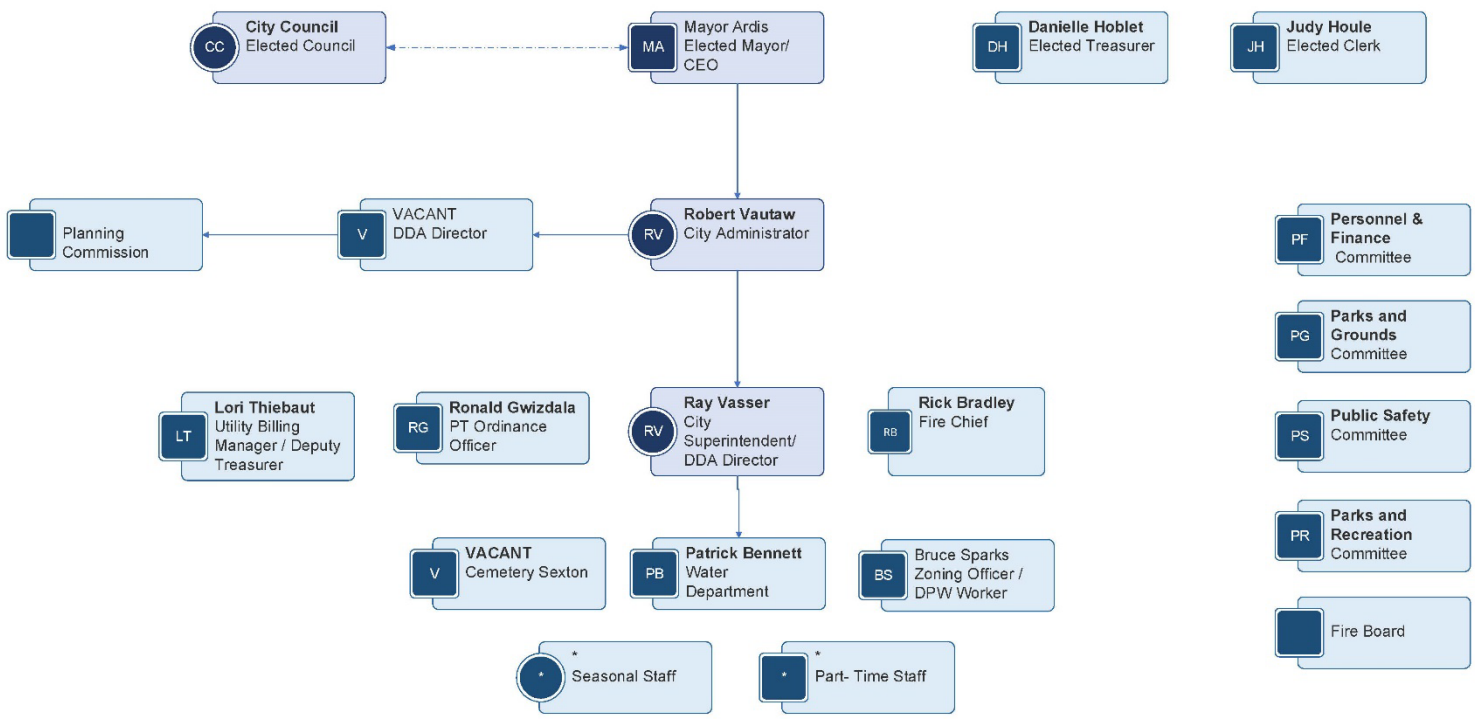 CC
City Council
Elected Council
MA
Mayor Ardis
Elected Mayor/
CEO
DH
Danielle Hoblet
Elected Treasurer
JH
Judy Houle
Elected Clerk
Planning
Commission
V
VACANT
DDA Director
RV
Robert Vautaw
City Administrator
PF
Personnel &
Finance
Committee
PG
Parks and
Grounds
Committee
LT
Lori Thiebaut
Utility Billing
Manager / Deputy
Treasurer
RG
Ronald Gwizdala
PT Ordinance
Officer
RV
Ray Vasser
City
Superintendent/
DDA Director
RB
Rick Bradley
Fire Chief
PS
Public Safety
Committee
PR
Parks and
Recreation
Committee
V
VACANT
Cemetery Sexton
PB
Patrick Bennett
Water
Department
BS
Bruce Sparks
Zoning Officer /
DPW Worker
Fire Board
*
*
Seasonal Staff
*
*
Part- Time Staff